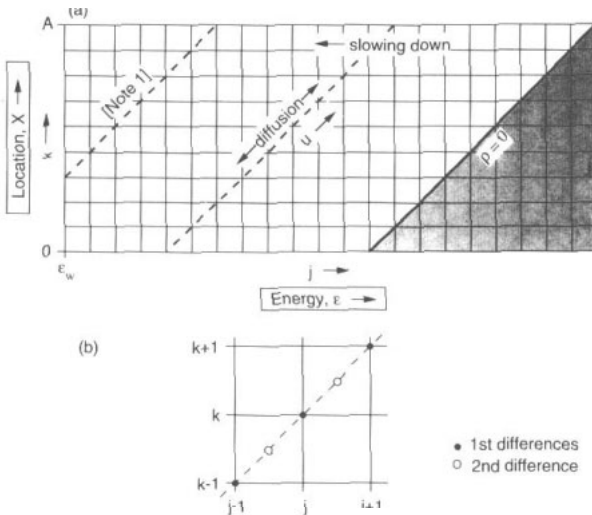 (a)
A
slowing down
[Note 1]
diffusion
u
Location, X →
κ →
ρ = 0
0
ε_w
j →
Energy, ε →
(b)
k+1
k
k-1
j-1
j
j+1
• 1st differences
○ 2nd difference